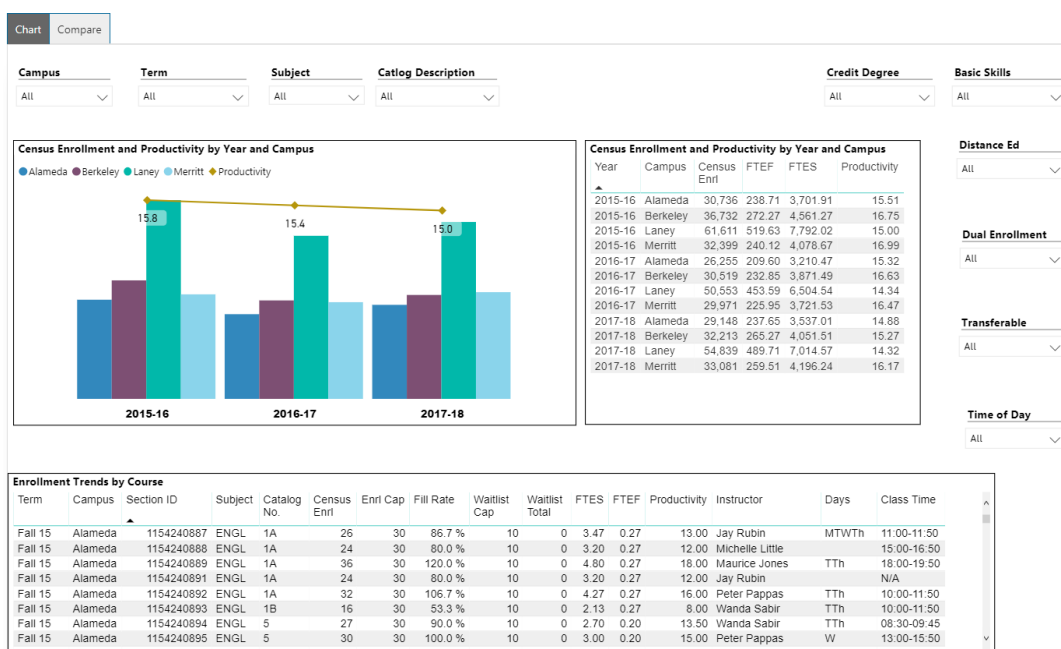 Chart Compare
Campus Term Subject Catlog Description Credit Degree Basic Skills
All All All All All All
Census Enrollment and Productivity by Year and Campus
Alameda Berkeley Laney Merritt Productivity
15.8
15.4
15.0
2015-16 2016-17 2017-18
Census Enrollment and Productivity by Year and Campus
Year Campus Census Enrl FTEF FTES Productivity
2015-16 Alameda 30,736 238.71 3,701.91 15.51
2015-16 Berkeley 36,732 272.27 4,561.27 16.75
2015-16 Laney 61,611 519.63 7,792.02 15.00
2015-16 Merritt 32,399 240.12 4,078.67 16.99
2016-17 Alameda 26,255 209.60 3,210.47 15.32
2016-17 Berkeley 30,519 232.85 3,871.49 16.63
2016-17 Laney 50,553 453.59 6,504.54 14.34
2016-17 Merritt 29,971 225.95 3,721.53 16.47
2017-18 Alameda 29,148 237.65 3,537.01 14.88
2017-18 Berkeley 32,213 265.27 4,051.51 15.27
2017-18 Laney 54,839 489.71 7,014.57 14.32
2017-18 Merritt 33,081 259.51 4,196.24 16.17
Distance Ed
All
Dual Enrollment
All
Transferable
All
Time of Day
All
Enrollment Trends by Course
Term Campus Section ID Subject Catalog No. Census Enrl Enrl Cap Fill Rate Waitlist Cap Waitlist Total FTES FTEF Productivity Instructor Days Class Time
Fall 15 Alameda 1154240887 ENGL 1A 26 30 86.7 % 10 0 3.47 0.27 13.00 Jay Rubin MTWTh 11:00-11:50
Fall 15 Alameda 1154240888 ENGL 1A 24 30 80.0 % 10 0 3.20 0.27 12.00 Michelle Little 15:00-16:50
Fall 15 Alameda 1154240889 ENGL 1A 36 30 120.0 % 10 0 4.80 0.27 18.00 Maurice Jones TTh 18:00-19:50
Fall 15 Alameda 1154240891 ENGL 1A 24 30 80.0 % 10 0 3.20 0.27 12.00 Jay Rubin N/A
Fall 15 Alameda 1154240892 ENGL 1A 32 30 106.7 % 10 0 4.27 0.27 16.00 Peter Pappas TTh 10:00-11:50
Fall 15 Alameda 1154240893 ENGL 1B 16 30 53.3 % 10 0 2.13 0.27 8.00 Wanda Sabir TTh 10:00-11:50
Fall 15 Alameda 1154240894 ENGL 5 27 30 90.0 % 10 0 2.70 0.20 13.50 Wanda Sabir TTh 08:30-09:45
Fall 15 Alameda 1154240895 ENGL 5 30 30 100.0 % 10 0 3.00 0.20 15.00 Peter Pappas W 13:00-15:50